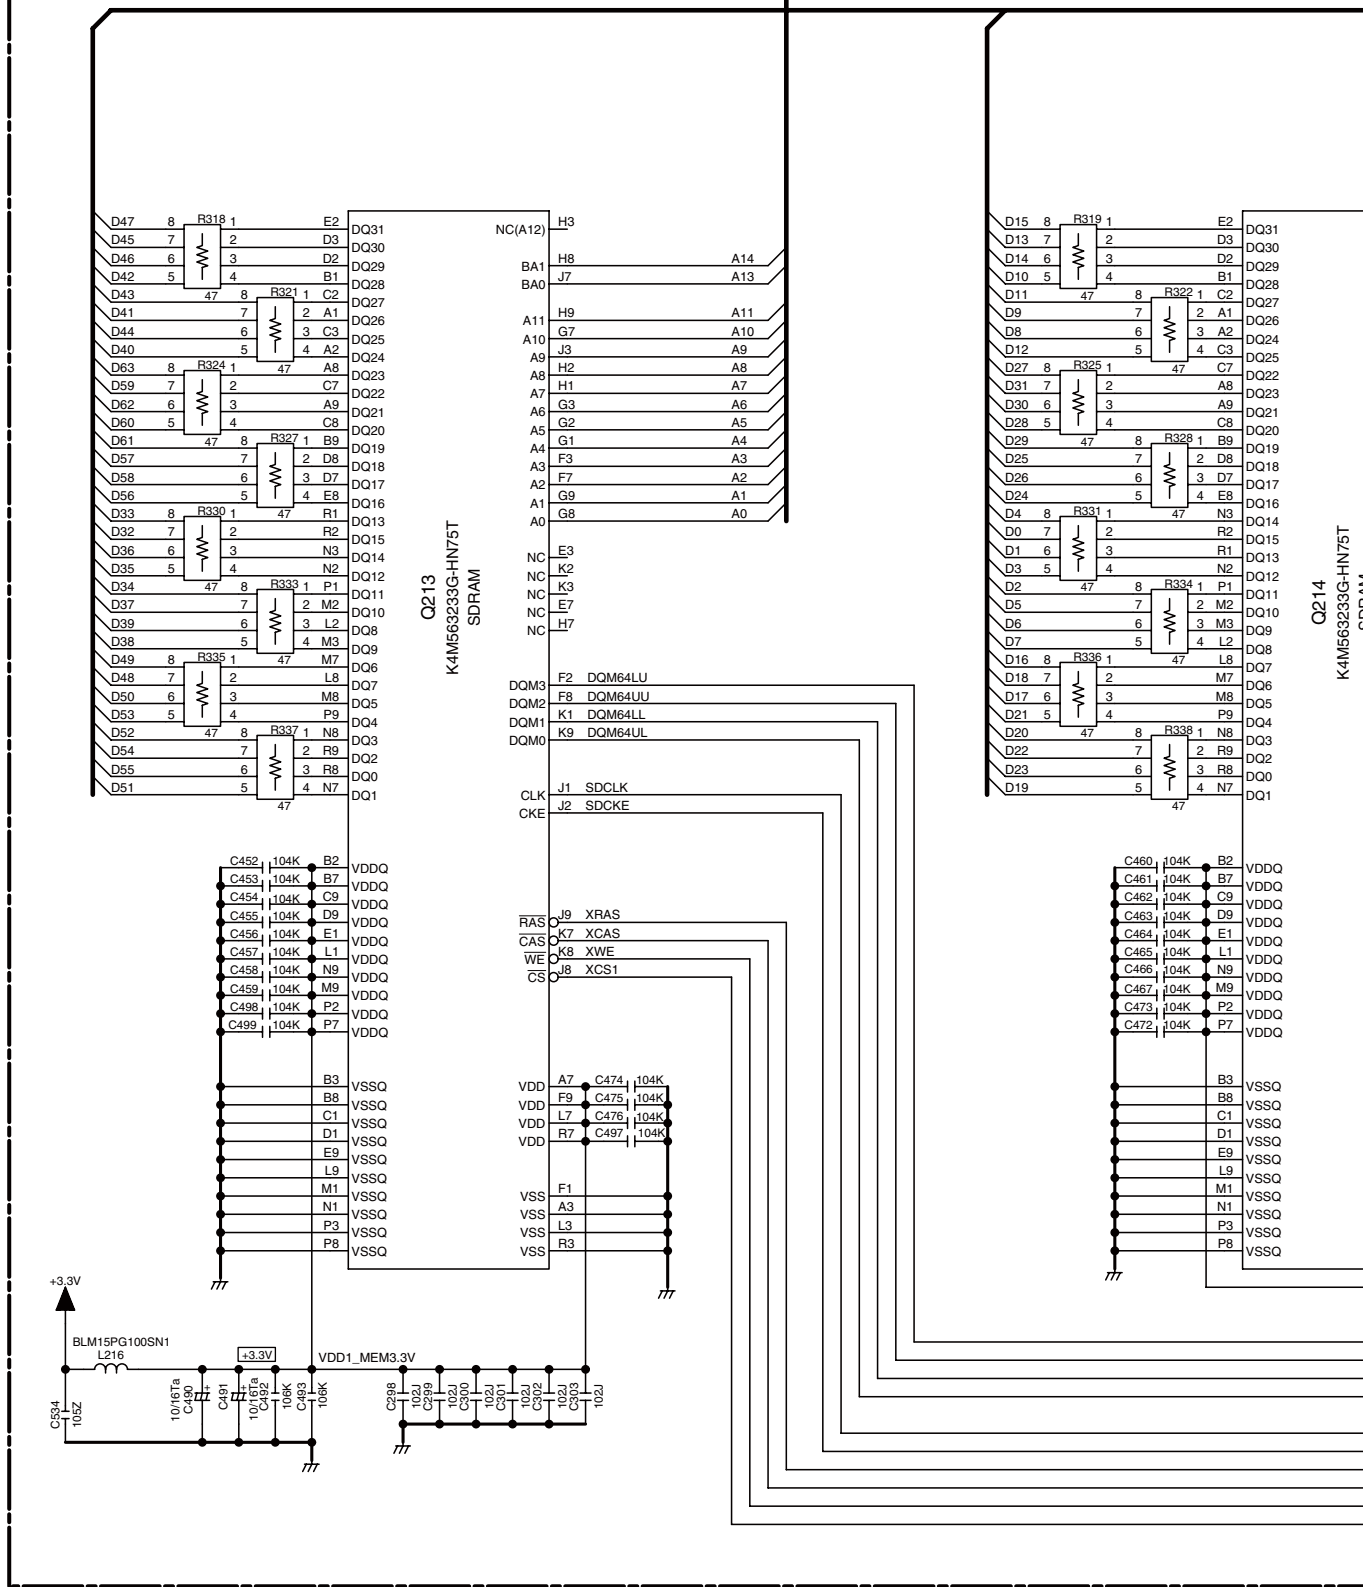 D47 8 R318 1 E2 DQ31 NC(A12) H3 D15 8 R319 1 E2 DQ31
D45 7 2 D3 DQ30 D13 7 2 D3 DQ30
D46 6 3 D2 DQ29 BA1 H8 A14 D14 6 3 D2 DQ29
D42 5 4 B1 DQ28 BA0 J7 A13 D10 5 4 B1 DQ28
D43 47 8 R321 1 C2 DQ27 D11 47 8 R322 1 C2 DQ27
D41 7 2 A1 DQ26 A11 H9 A11 D9 7 2 A1 DQ26
D44 6 3 C3 DQ25 A10 G7 A10 D8 6 3 A2 DQ24
D40 5 4 A2 DQ24 A9 J3 A9 D12 5 4 C3 DQ25
D63 8 R324 1 47 A8 DQ23 A8 H2 A8 D27 8 R325 1 47 C7 DQ22
D59 7 2 C7 DQ22 A7 H1 A7 D31 7 2 A8 DQ23
D62 6 3 A9 DQ21 A6 G3 A6 D30 6 3 A9 DQ21
D60 5 4 C8 DQ20 A5 G2 A5 D28 5 4 C8 DQ20
D61 47 8 R327 1 B9 DQ19 A4 G1 A4 D29 47 8 R328 1 B9 DQ19
D57 7 2 D8 DQ18 A3 F3 A3 D25 7 2 D8 DQ18
D58 6 3 D7 DQ17 A2 F7 A2 D26 6 3 D7 DQ17
D56 5 4 E8 DQ16 A1 G9 A1 D24 5 4 E8 DQ16
D33 8 R330 1 47 R1 DQ13 A0 G8 A0 D4 8 R331 1 47 N3 DQ14
D32 7 2 R2 DQ15 D0 7 2 R2 DQ15
D36 6 3 N3 DQ14 NC E3 D1 6 3 R1 DQ13
D35 5 4 N2 DQ12 NC K2 D3 5 4 N2 DQ12
D34 47 8 R333 1 P1 DQ11 NC K3 D2 47 8 R334 1 P1 DQ11
D37 7 2 M2 DQ10 NC E7 D5 7 2 M2 DQ10
D39 6 3 L2 DQ8 NC H7 D6 6 3 M3 DQ9
D38 5 4 M3 DQ9 D7 5 4 L2 DQ8
D49 8 R335 1 47 M7 DQ6 D16 8 R336 1 47 L8 DQ7
D48 7 2 L8 DQ7 DQM3 F2 DQM64LU D18 7 2 M7 DQ6
D50 6 3 M8 DQ5 DQM2 F8 DQM64UU D17 6 3 M8 DQ5
D53 5 4 P9 DQ4 DQM1 K1 DQM64LL D21 5 4 P9 DQ4
D52 47 8 R337 1 N8 DQ3 DQM0 K9 DQM64UL D20 47 8 R338 1 N8 DQ3
D54 7 2 R9 DQ2 D22 7 2 R9 DQ2
D55 6 3 R8 DQ0 D23 6 3 R8 DQ0
D51 5 4 N7 DQ1 CLK J1 SDCLK D19 5 4 N7 DQ1
47 CKE J2 SDCKE 47
Q213
K4M563233G-HN75T
SDRAM
Q214
K4M563233G-HN75T
SDRAM
C452 104K B2 VDDQ C460 104K B2 VDDQ
C453 104K B7 VDDQ C461 104K B7 VDDQ
C454 104K C9 VDDQ C462 104K C9 VDDQ
C455 104K D9 VDDQ RAS J9 XRAS C463 104K D9 VDDQ
C456 104K E1 VDDQ CAS K7 XCAS C464 104K E1 VDDQ
C457 104K L1 VDDQ WE K8 XWE C465 104K L1 VDDQ
C458 104K N9 VDDQ CS J8 XCS1 C466 104K N9 VDDQ
C459 104K M9 VDDQ C467 104K M9 VDDQ
C498 104K P2 VDDQ C473 104K P2 VDDQ
C499 104K P7 VDDQ C472 104K P7 VDDQ
B3 VSSQ VDD A7 C474 104K B3 VSSQ
B8 VSSQ VDD F9 C475 104K B8 VSSQ
C1 VSSQ VDD L7 C476 104K C1 VSSQ
D1 VSSQ VDD R7 C497 104K D1 VSSQ
E9 VSSQ E9 VSSQ
L9 VSSQ L9 VSSQ
M1 VSSQ VSS F1 M1 VSSQ
N1 VSSQ VSS A3 N1 VSSQ
P3 VSSQ VSS L3 P3 VSSQ
P8 VSSQ VSS R3 P8 VSSQ
+3.3V
BLM15PG100SN1
L216 +3.3V VDD1_MEM3.3V
C534 105Z
10/16Ta C490 +
C491 10/16Ta +
C492 106K
C493 106K
C298 102J
C299 102J
C300 102J
C301 102J
C302 102J
C303 102J